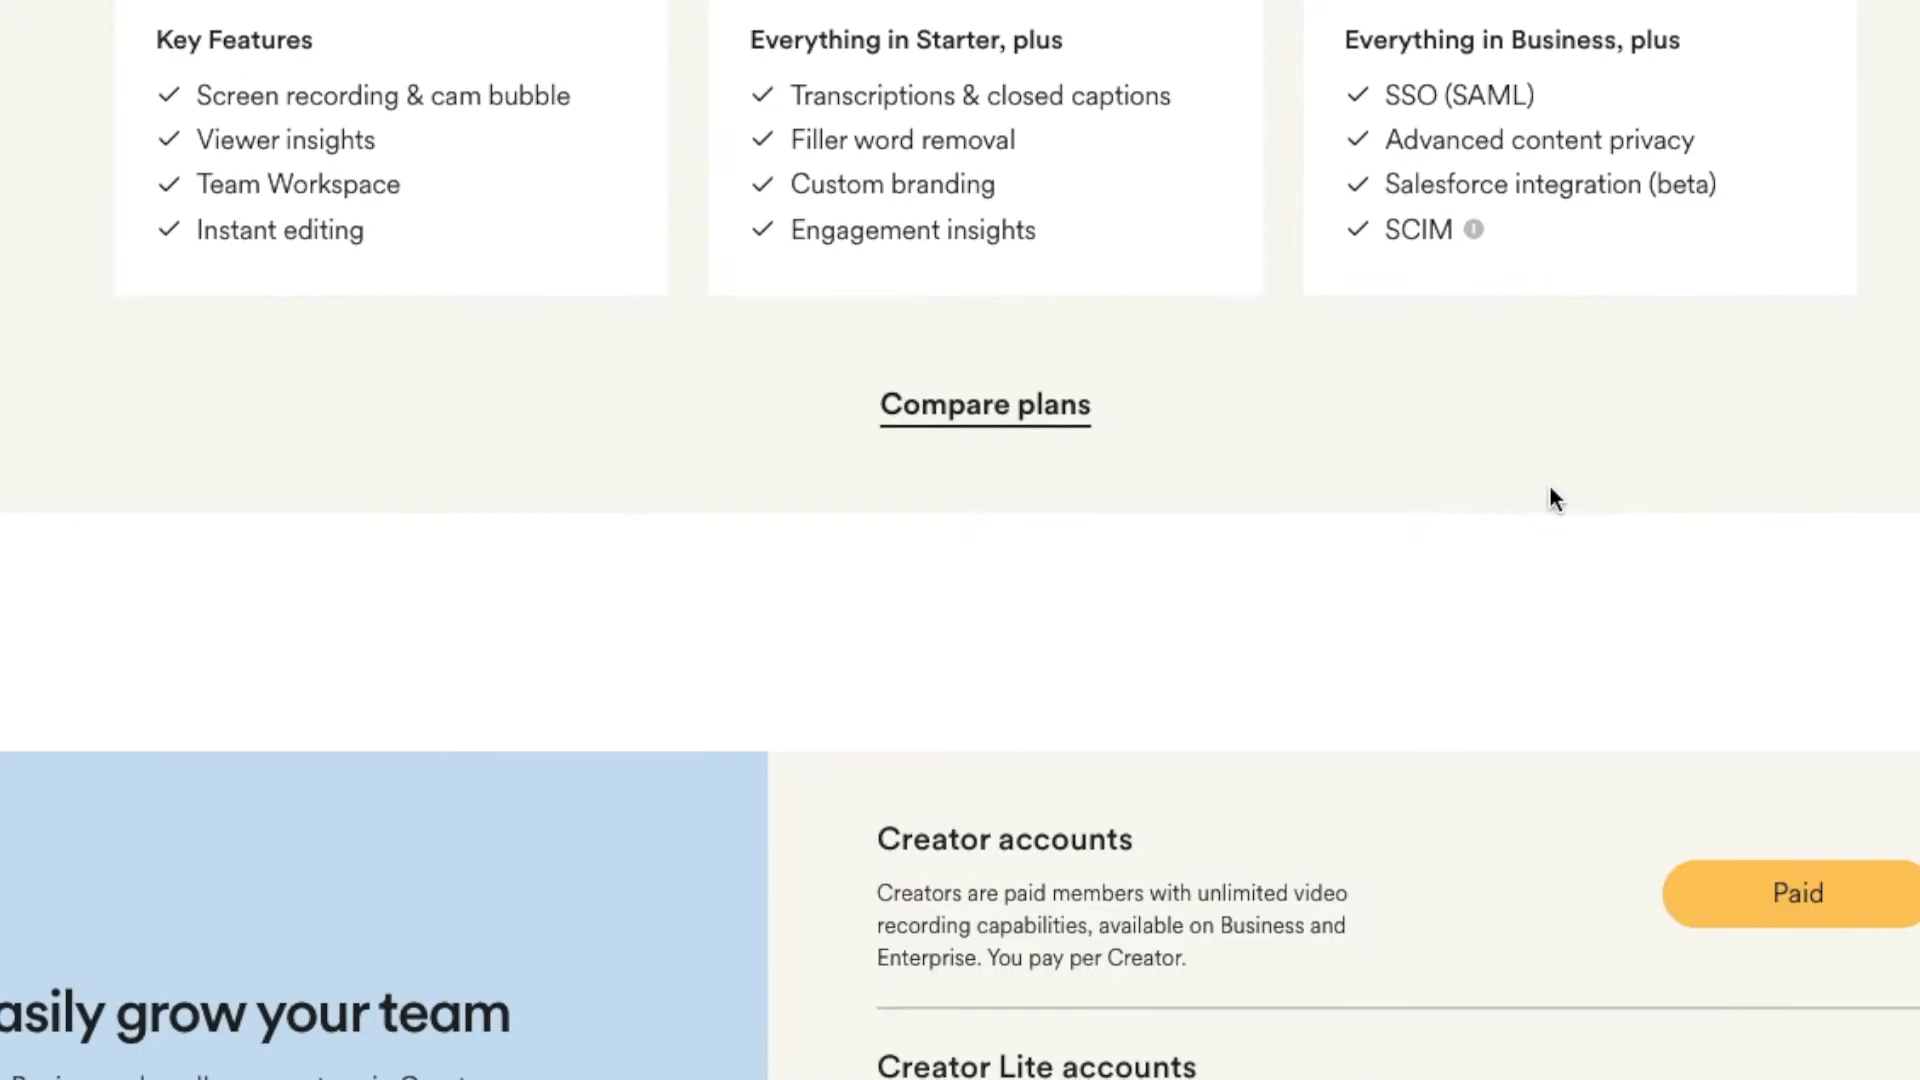 Key Features
Screen recording & cam bubble
Viewer insights
Team Workspace
Instant editing
Everything in Starter, plus
Transcriptions & closed captions
Filler word removal
Custom branding
Engagement insights
Everything in Business, plus
SSO (SAML)
Advanced content privacy
Salesforce integration (beta)
SCIM
Compare plans
asily grow your team
Creator accounts
Creators are paid members with unlimited video
recording capabilities, available on Business and
Enterprise. You pay per Creator.
Paid
Creator Lite accounts